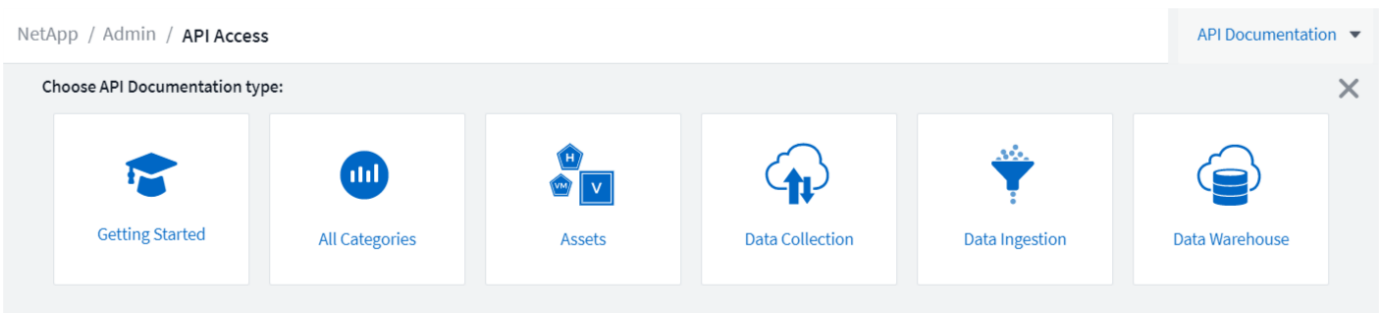 NetApp / Admin / API Access
API Documentation
Choose API Documentation type:
H
VM
V
Getting Started
All Categories
Assets
Data Collection
Data Ingestion
Data Warehouse